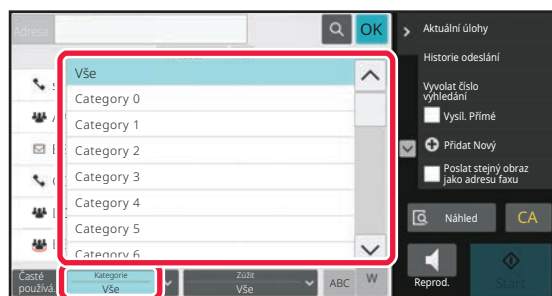 Adresa
OK
Vše
Category 0
Category 1
Category 2
Category 3
Category 4
Category 5
Category 6
Časté
používá.
Kategorie
Vše
Zúžit
Vše
ABC
W
Aktuální úlohy
Historie odeslání
Vyvolat číslo
vyhledání
Vysíl. Přímé
Přidat Nový
Poslat stejný obraz
jako adresu faxu
Náhled
CA
Reprod.
Start